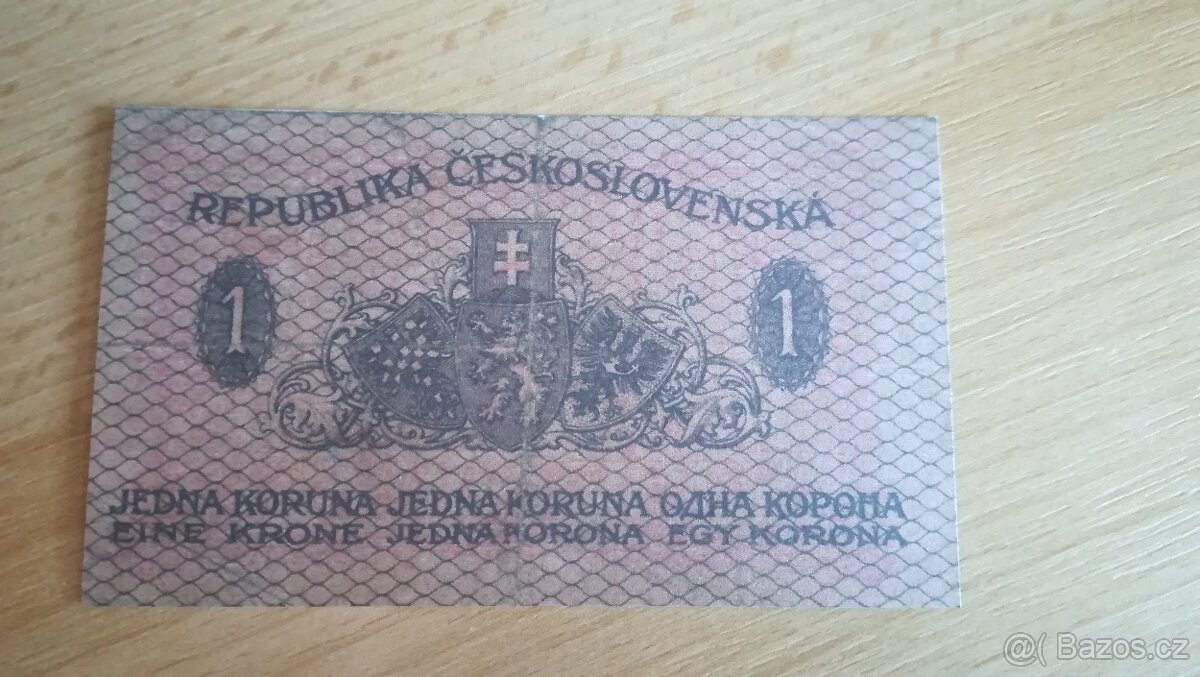 REPUBLIKA ČESKOSLOVENSKÁ
1 1
JEDNA KORUNA JEDNA KORUNA ОДНА КОРОНА
EINE KRONE JEDNA KORONA EGY KORONA
@( Bazos.cz